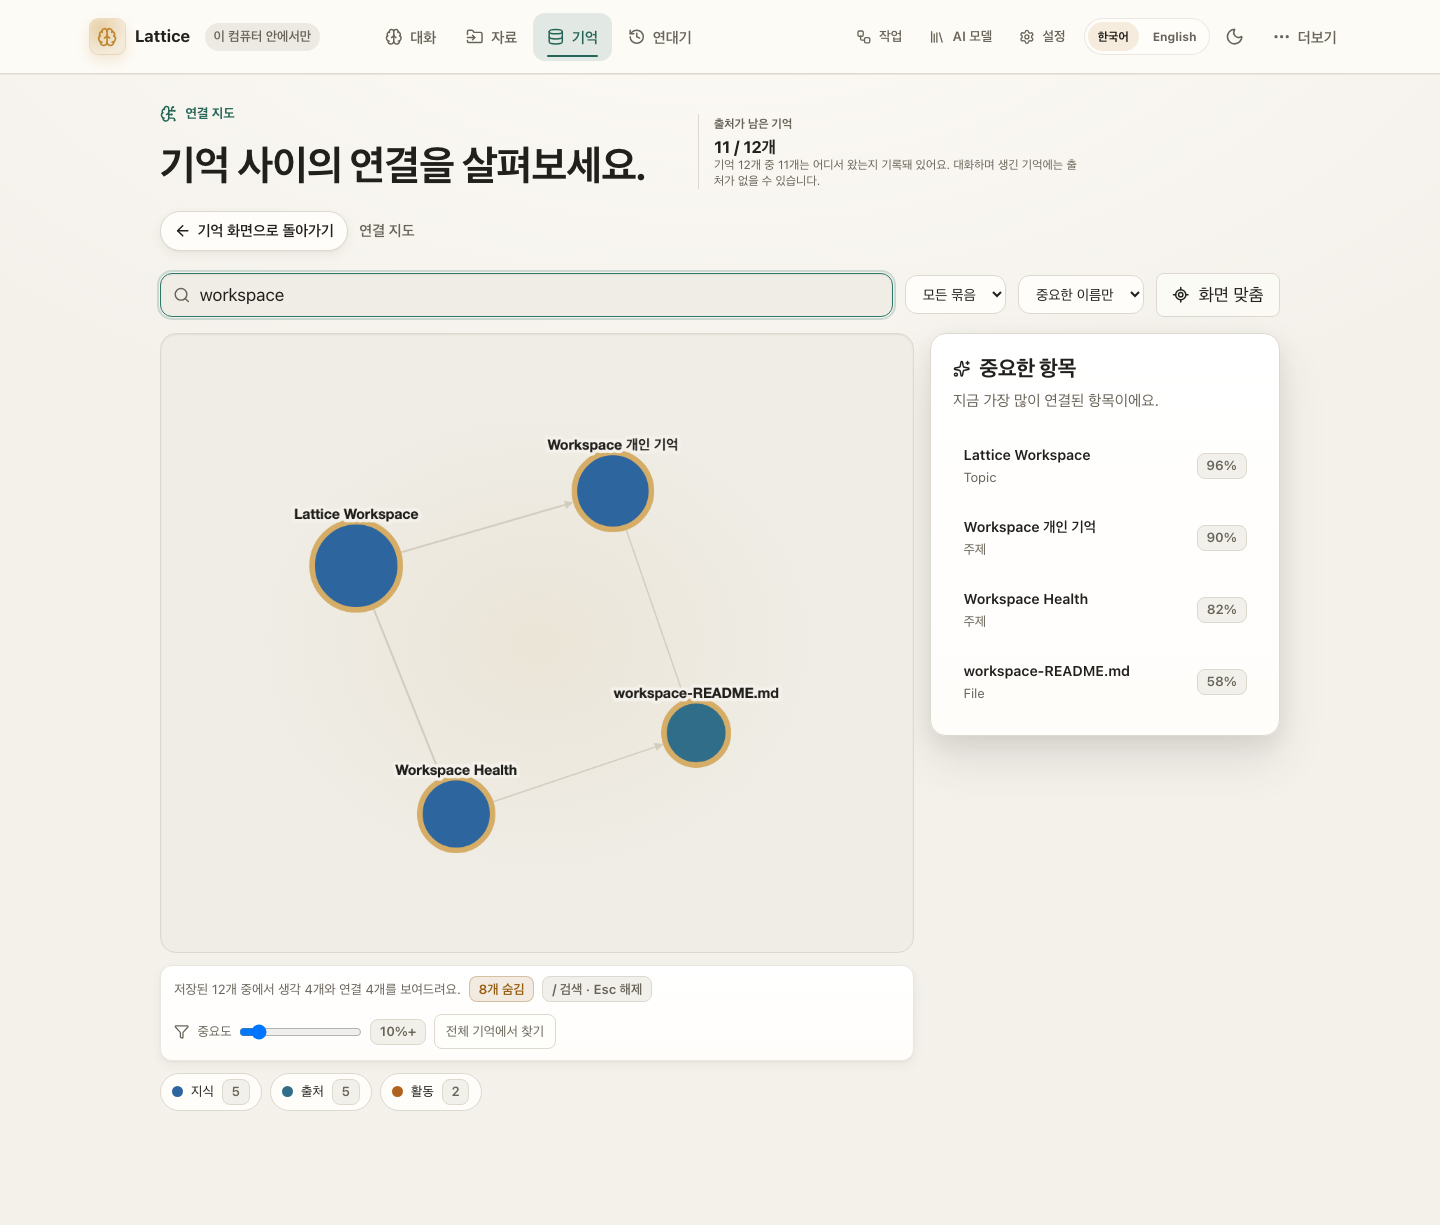 Lattice
이 컴퓨터 안에서만
대화
자료
기억
연대기
작업
AI 모델
설정
한국어
English
더보기
연결 지도
기억 사이의 연결을 살펴보세요.
출처가 남은 기억
11 / 12개
기억 12개 중 11개는 어디서 왔는지 기록돼 있어요. 대화하며 생긴 기억에는 출
처가 없을 수 있습니다.
기억 화면으로 돌아가기
연결 지도
workspace
모든 묶음
중요한 이름만
화면 맞춤
Workspace 개인 기억
Lattice Workspace
workspace-README.md
Workspace Health
중요한 항목
지금 가장 많이 연결된 항목이에요.
Lattice Workspace
Topic
96%
Workspace 개인 기억
주제
90%
Workspace Health
주제
82%
workspace-README.md
File
58%
저장된 12개 중에서 생각 4개와 연결 4개를 보여드려요.
8개 숨김
/ 검색 · Esc 해제
중요도
10%+
전체 기억에서 찾기
지식 5
출처 5
활동 2